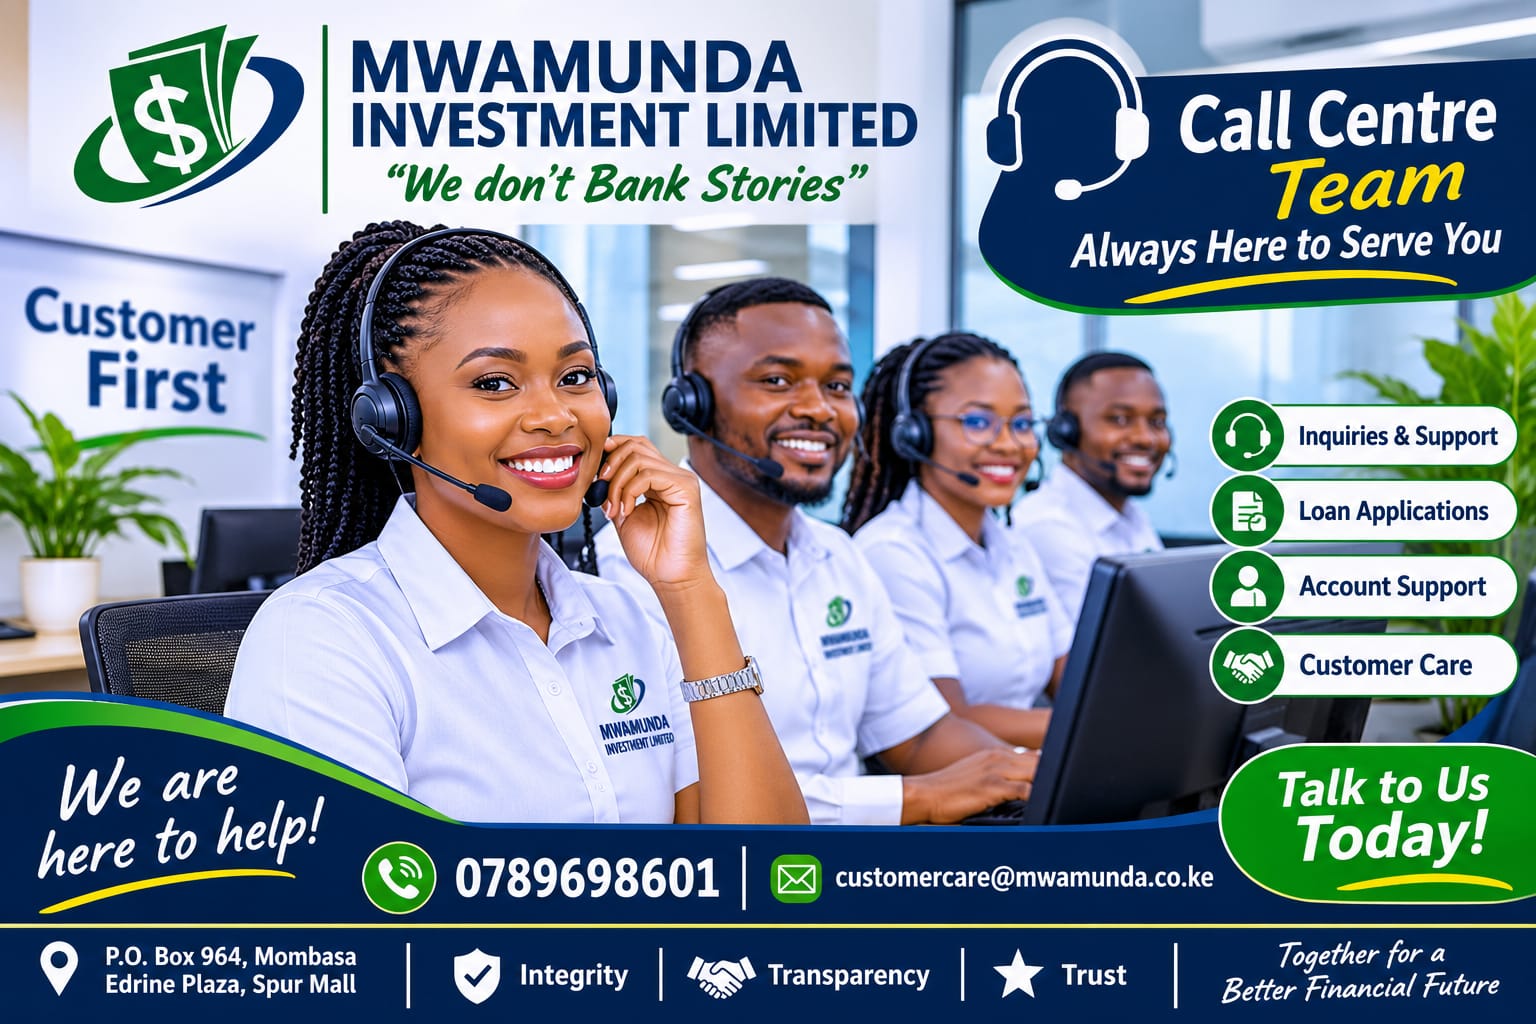 MWAMUNDA
INVESTMENT LIMITED
"We don't Bank Stories"
Call Centre
Team
Always Here to Serve You
Customer
First
Inquiries & Support
Loan Applications
Account Support
Customer Care
MWAMUNDA
INVESTMENT LIMITED
We are
here to help!
0789698601
customercare@mwamunda.co.ke
Talk to Us
Today!
P.O. Box 964, Mombasa
Edrine Plaza, Spur Mall
Integrity
Transparency
Trust
Together for a
Better Financial Future